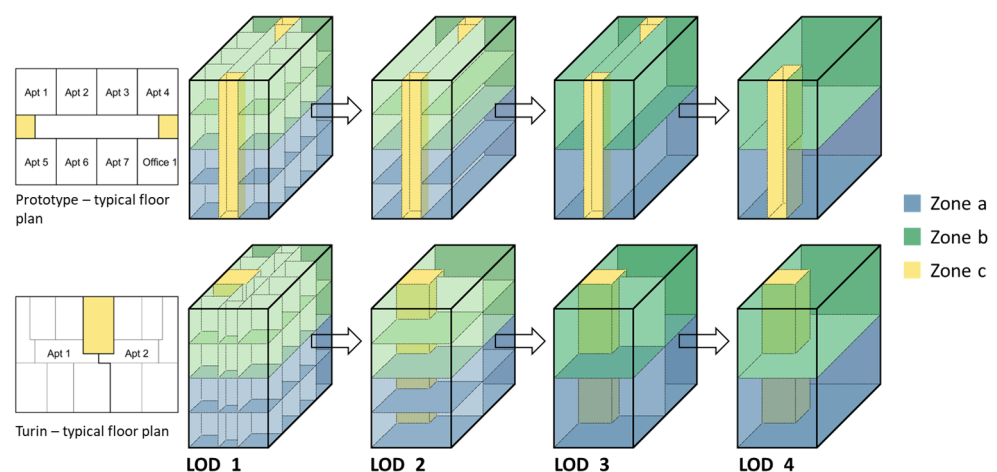 Apt 1 Apt 2 Apt 3 Apt 4
Apt 5 Apt 6 Apt 7 Office 1
Prototype – typical floor
plan
Zone a
Zone b
Zone c
Apt 1 Apt 2
Turin – typical floor plan
LOD 1 LOD 2 LOD 3 LOD 4